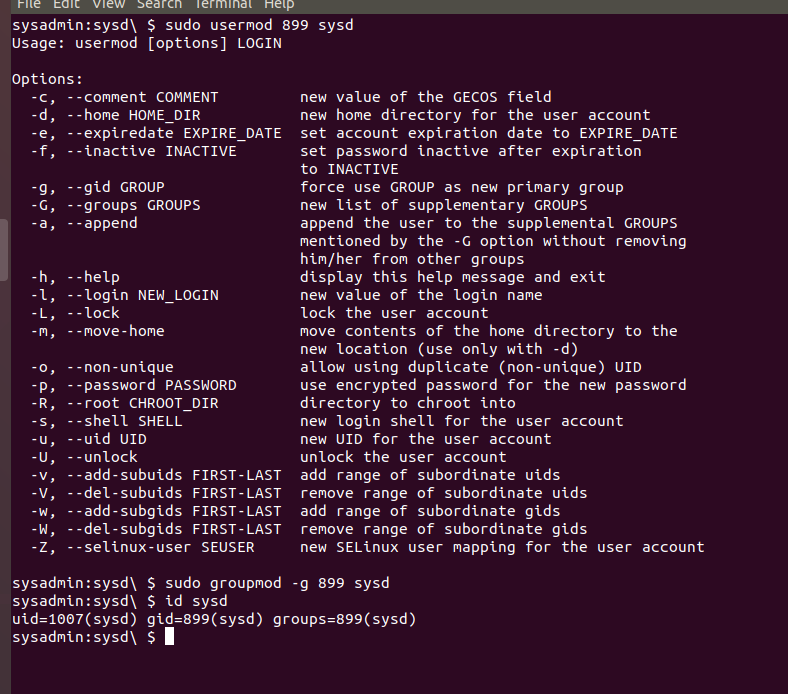 File Edit View Search Terminal Help
sysadmin:sysd\ $ sudo usermod 899 sysd
Usage: usermod [options] LOGIN
Options:
  -c, --comment COMMENT         new value of the GECOS field
  -d, --home HOME_DIR           new home directory for the user account
  -e, --expiredate EXPIRE_DATE  set account expiration date to EXPIRE_DATE
  -f, --inactive INACTIVE       set password inactive after expiration
                                to INACTIVE
  -g, --gid GROUP               force use GROUP as new primary group
  -G, --groups GROUPS           new list of supplementary GROUPS
  -a, --append                  append the user to the supplemental GROUPS
                                mentioned by the -G option without removing
                                him/her from other groups
  -h, --help                    display this help message and exit
  -l, --login NEW_LOGIN         new value of the login name
  -L, --lock                    lock the user account
  -m, --move-home               move contents of the home directory to the
                                new location (use only with -d)
  -o, --non-unique              allow using duplicate (non-unique) UID
  -p, --password PASSWORD       use encrypted password for the new password
  -R, --root CHROOT_DIR         directory to chroot into
  -s, --shell SHELL             new login shell for the user account
  -u, --uid UID                 new UID for the user account
  -U, --unlock                  unlock the user account
  -v, --add-subuids FIRST-LAST  add range of subordinate uids
  -V, --del-subuids FIRST-LAST  remove range of subordinate uids
  -w, --add-subgids FIRST-LAST  add range of subordinate gids
  -W, --del-subgids FIRST-LAST  remove range of subordinate gids
  -Z, --selinux-user SEUSER     new SELinux user mapping for the user account
sysadmin:sysd\ $ sudo groupmod -g 899 sysd
sysadmin:sysd\ $ id sysd
uid=1007(sysd) gid=899(sysd) groups=899(sysd)
sysadmin:sysd\ $